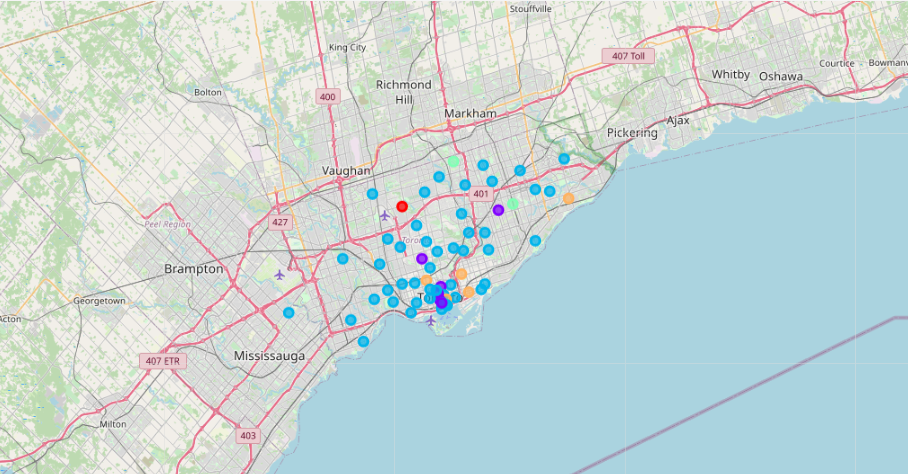 Stouffville
King City
407 Toll
Whitby
Oshawa
Courtice
Bowmanv
Bolton
Richmond
Hill
400
Markham
Ajax
Pickering
Vaughan
401
427
Peel Region
Brampton
Georgetown
Acton
Mississauga
407 ETR
Milton
403